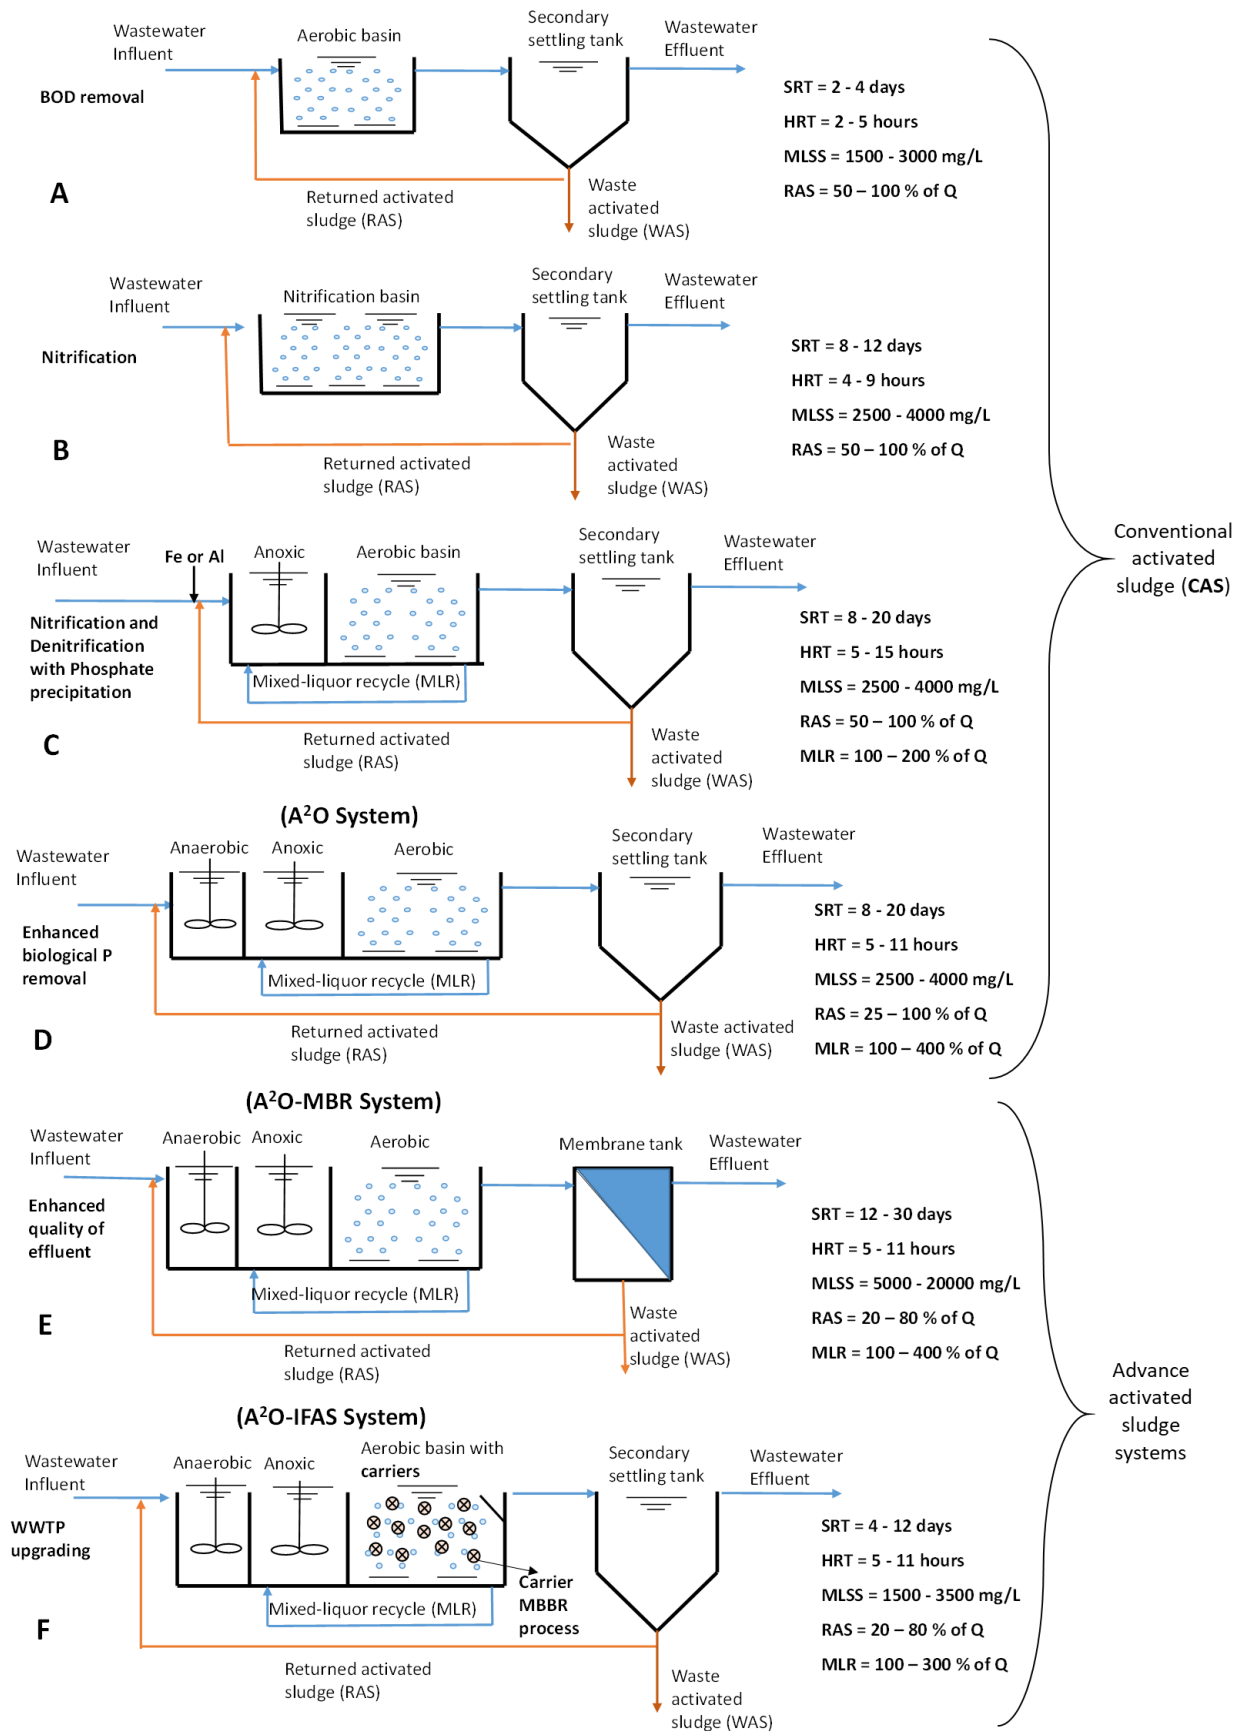 Wastewater
Influent
Aerobic basin
Secondary
settling tank
Wastewater
Effluent
BOD removal
SRT = 2 - 4 days
HRT = 2 - 5 hours
MLSS = 1500 - 3000 mg/L
RAS = 50 – 100 % of Q
A
Returned activated
sludge (RAS)
Waste
activated
sludge (WAS)
Wastewater
Influent
Nitrification basin
Secondary
settling tank
Wastewater
Effluent
Nitrification
SRT = 8 - 12 days
HRT = 4 - 9 hours
MLSS = 2500 - 4000 mg/L
RAS = 50 – 100 % of Q
B
Returned activated
sludge (RAS)
Waste
activated
sludge (WAS)
Conventional
activated
sludge (CAS)
Wastewater
Influent
Fe or Al
Anoxic
Aerobic basin
Secondary
settling tank
Wastewater
Effluent
Nitrification and
Denitrification
with Phosphate
precipitation
Mixed-liquor recycle (MLR)
SRT = 8 - 20 days
HRT = 5 - 15 hours
MLSS = 2500 - 4000 mg/L
RAS = 50 – 100 % of Q
MLR = 100 – 200 % of Q
C
Returned activated
sludge (RAS)
Waste
activated
sludge (WAS)
(A²O System)
Wastewater
Influent
Anaerobic
Anoxic
Aerobic
Secondary
settling tank
Wastewater
Effluent
Enhanced
biological P
removal
Mixed-liquor recycle (MLR)
SRT = 8 - 20 days
HRT = 5 - 11 hours
MLSS = 2500 - 4000 mg/L
RAS = 25 – 100 % of Q
MLR = 100 – 400 % of Q
D
Returned activated
sludge (RAS)
Waste activated
sludge (WAS)
(A²O-MBR System)
Wastewater
Influent
Anaerobic
Anoxic
Aerobic
Membrane tank
Wastewater
Effluent
Enhanced
quality of
effluent
Mixed-liquor recycle (MLR)
SRT = 12 - 30 days
HRT = 5 - 11 hours
MLSS = 5000 - 20000 mg/L
RAS = 20 – 80 % of Q
MLR = 100 – 400 % of Q
E
Returned activated
sludge (RAS)
Waste
activated
sludge (WAS)
Advance
activated
sludge
systems
(A²O-IFAS System)
Wastewater
Influent
Anaerobic
Anoxic
Aerobic basin with
carriers
Secondary
settling tank
Wastewater
Effluent
WWTP
upgrading
Carrier
MBBR
process
Mixed-liquor recycle (MLR)
SRT = 4 - 12 days
HRT = 5 - 11 hours
MLSS = 1500 - 3500 mg/L
RAS = 20 – 80 % of Q
MLR = 100 – 300 % of Q
F
Returned activated
sludge (RAS)
Waste
activated
sludge (WAS)